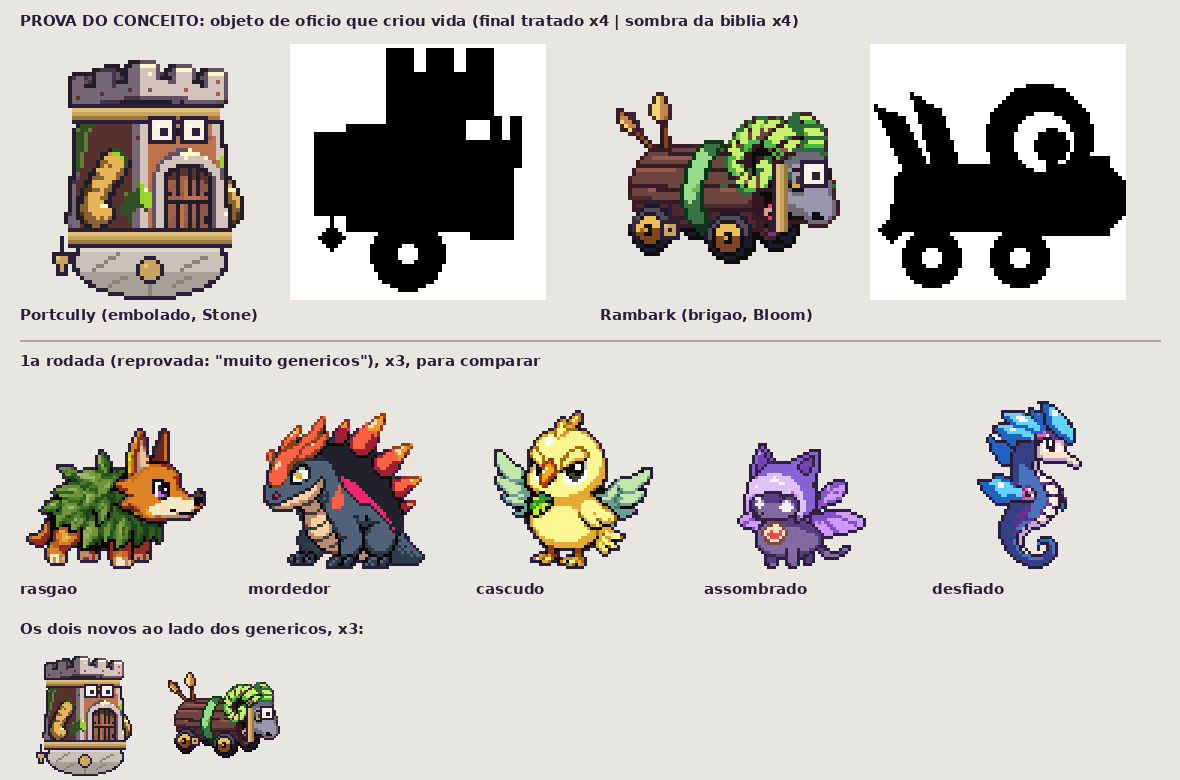 PROVA DO CONCEITO: objeto de oficio que criou vida (final tratado x4 | sombra da biblia x4)
Portcully (embolado, Stone)
Rambark (brigao, Bloom)
1a rodada (reprovada: "muito genericos"), x3, para comparar
rasgao
mordedor
cascudo
assombrado
desfiado
Os dois novos ao lado dos genericos, x3: